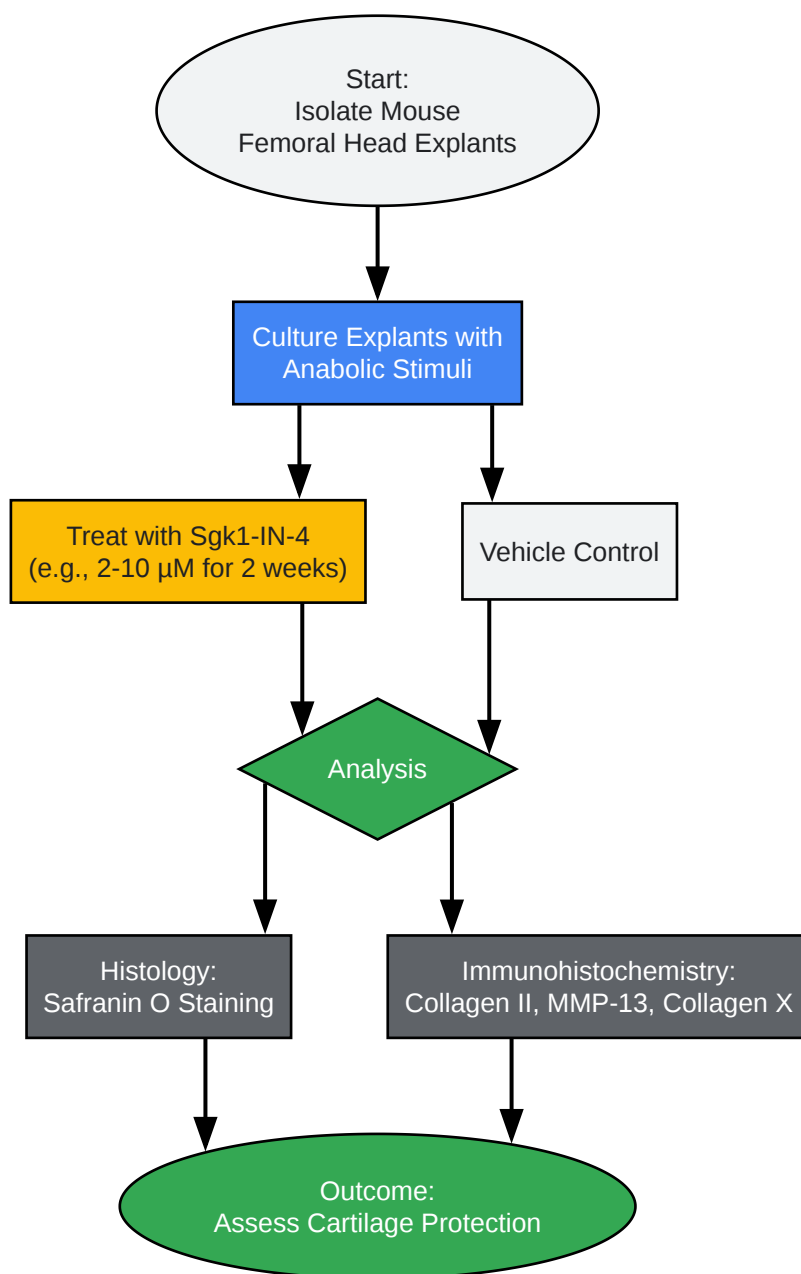 Start:
Isolate Mouse
Femoral Head Explants
Culture Explants with
Anabolic Stimuli
Treat with Sgk1-IN-4
(e.g., 2-10 µM for 2 weeks)
Vehicle Control
Analysis
Histology:
Safranin O Staining
Immunohistochemistry:
Collagen II, MMP-13, Collagen X
Outcome:
Assess Cartilage Protection